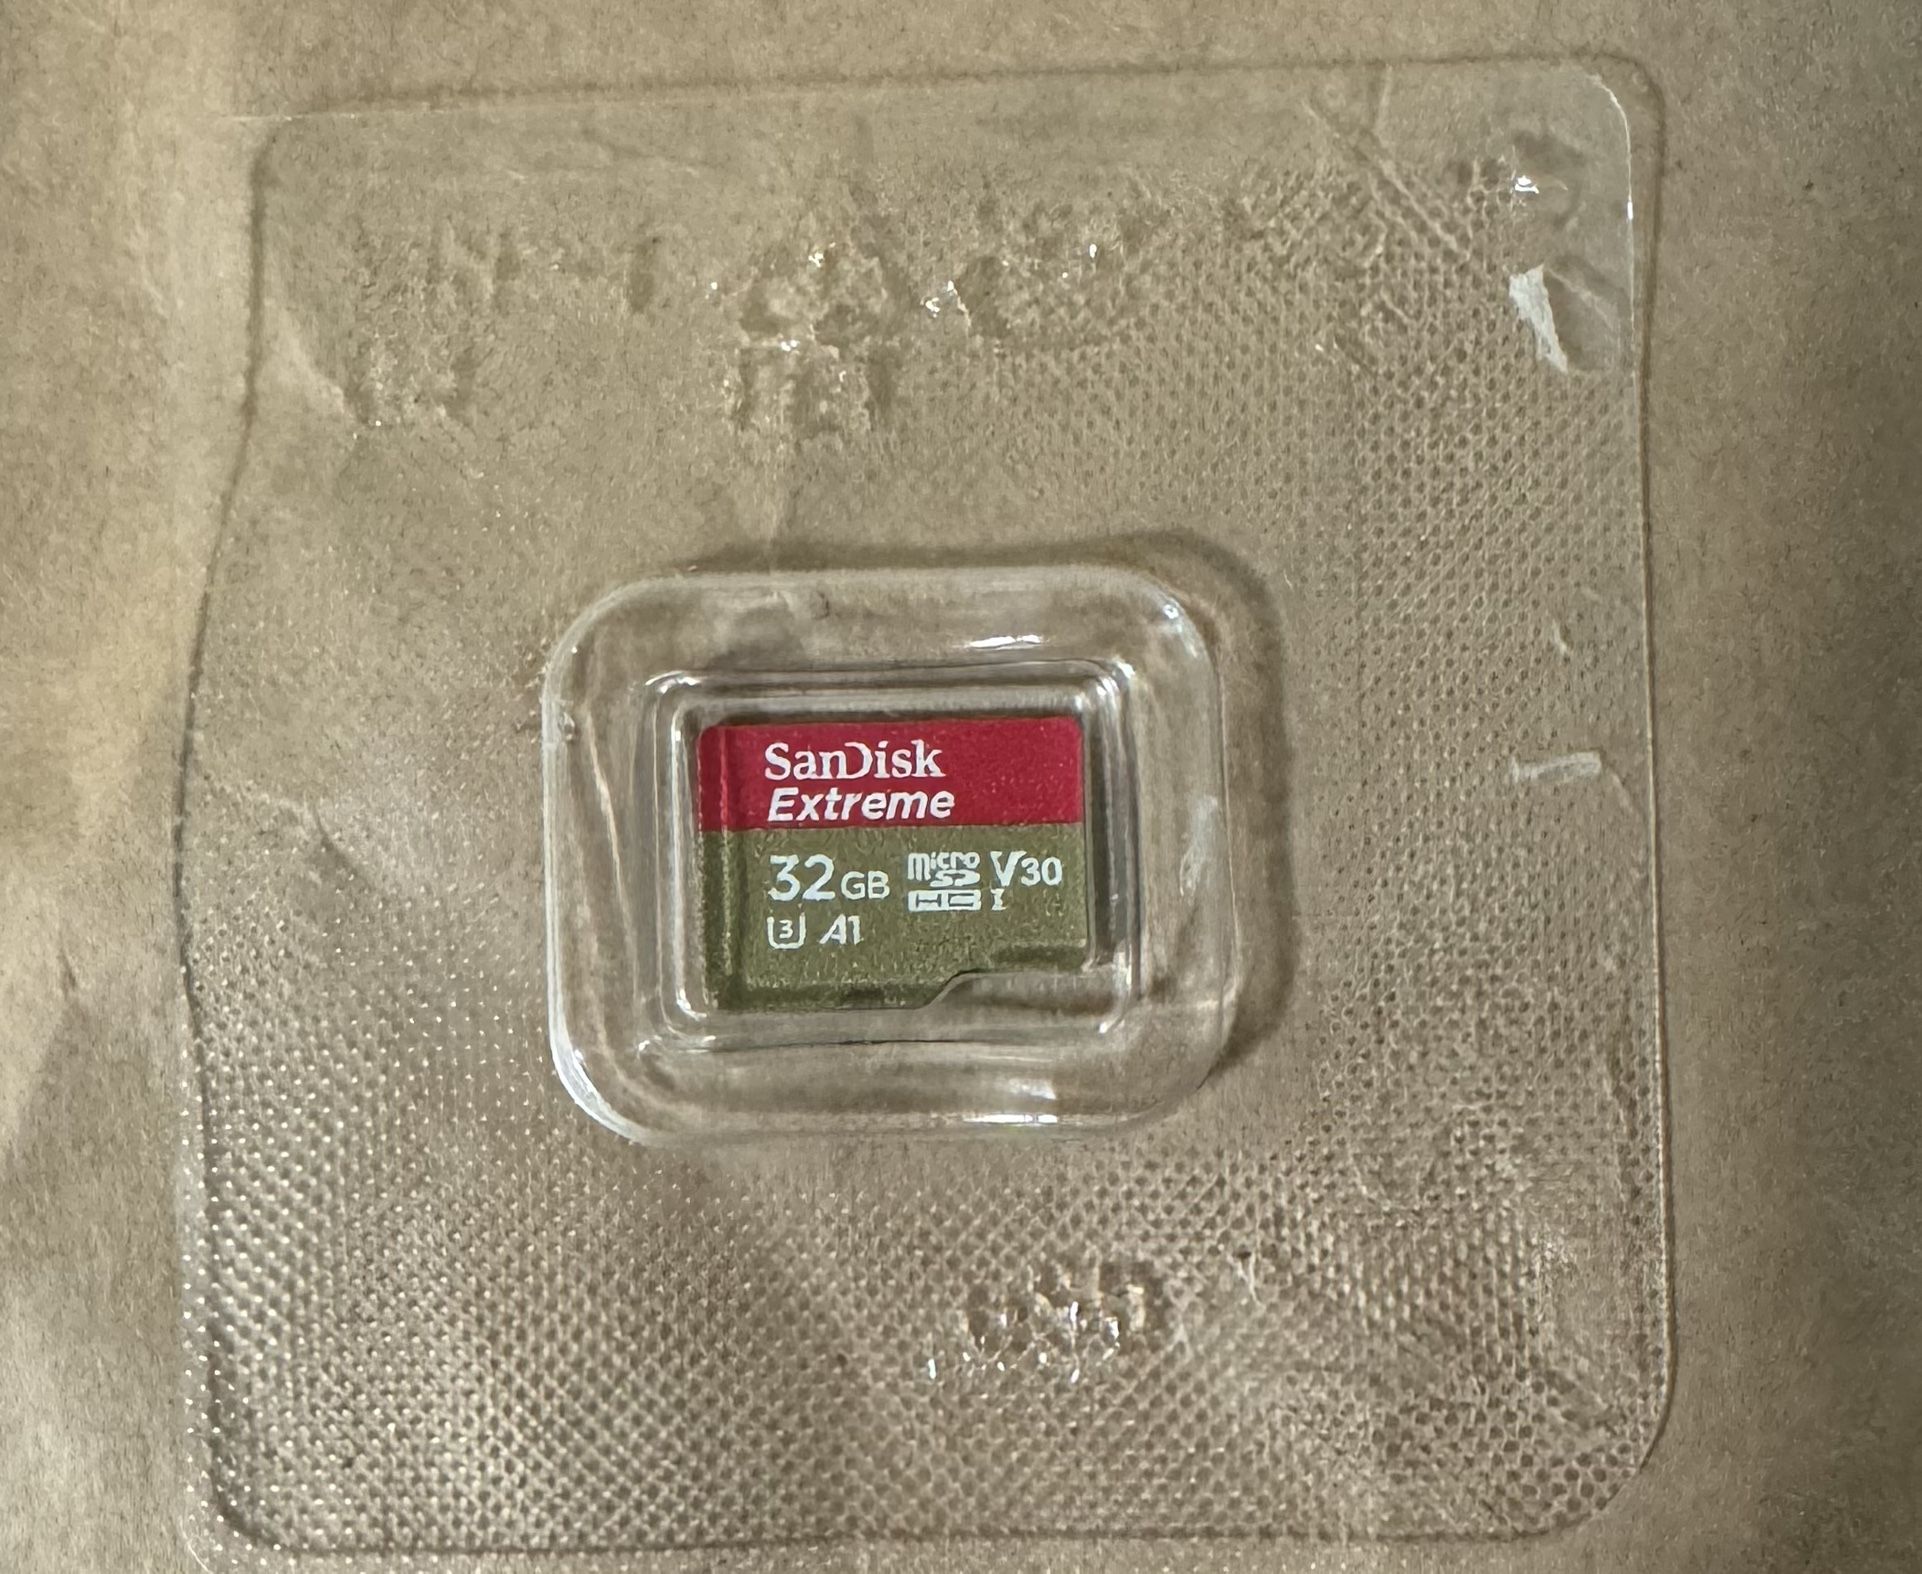 SanDisk
Extreme
32GB micro SD HC I V30
3 A1